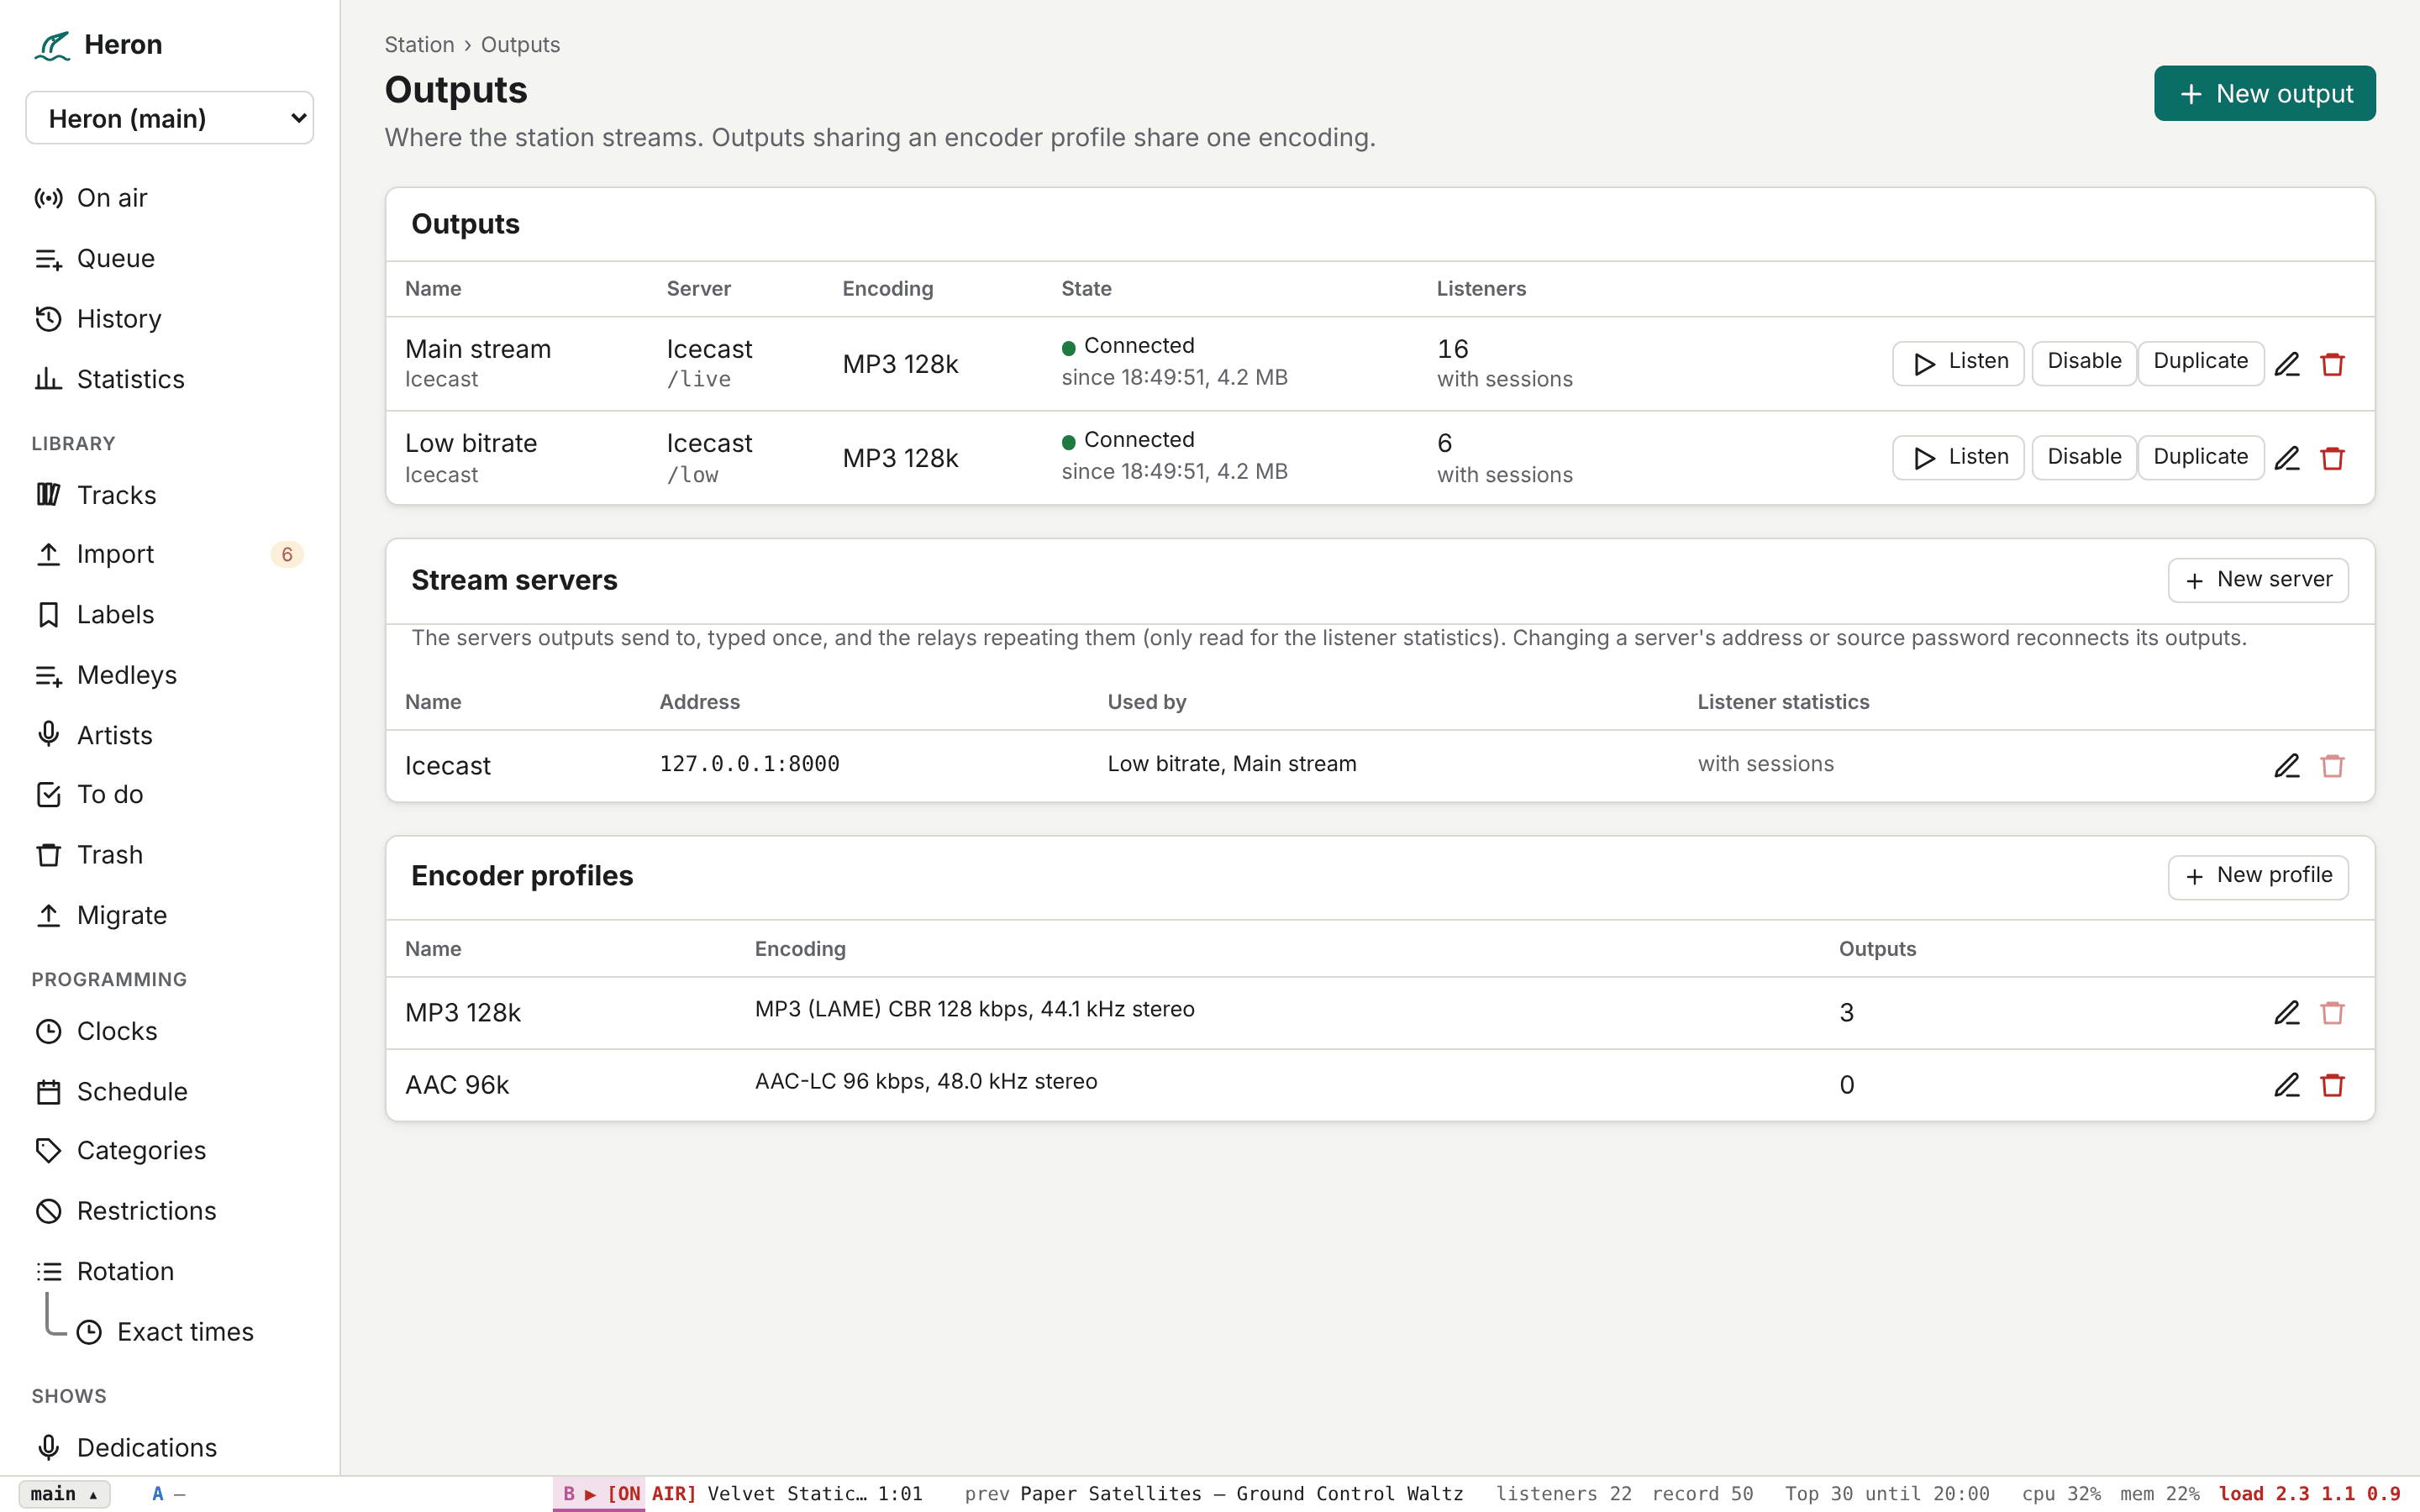 Heron
Heron (main)
On air
Queue
History
Statistics
LIBRARY
Tracks
Import 6
Labels
Medleys
Artists
To do
Trash
Migrate
PROGRAMMING
Clocks
Schedule
Categories
Restrictions
Rotation
Exact times
SHOWS
Dedications
Station › Outputs
Outputs
Where the station streams. Outputs sharing an encoder profile share one encoding.
+ New output
Outputs
Name Server Encoding State Listeners
Main stream Icecast MP3 128k Connected 16 Listen Disable Duplicate
Icecast /live since 18:49:51, 4.2 MB with sessions
Low bitrate Icecast MP3 128k Connected 6 Listen Disable Duplicate
Icecast /low since 18:49:51, 4.2 MB with sessions
Stream servers + New server
The servers outputs send to, typed once, and the relays repeating them (only read for the listener statistics). Changing a server's address or source password reconnects its outputs.
Name Address Used by Listener statistics
Icecast 127.0.0.1:8000 Low bitrate, Main stream with sessions
Encoder profiles + New profile
Name Encoding Outputs
MP3 128k MP3 (LAME) CBR 128 kbps, 44.1 kHz stereo 3
AAC 96k AAC-LC 96 kbps, 48.0 kHz stereo 0
main ▴ A – B ▶ [ON AIR] Velvet Static… 1:01 prev Paper Satellites – Ground Control Waltz listeners 22 record 50 Top 30 until 20:00 cpu 32% mem 22% load 2.3 1.1 0.9